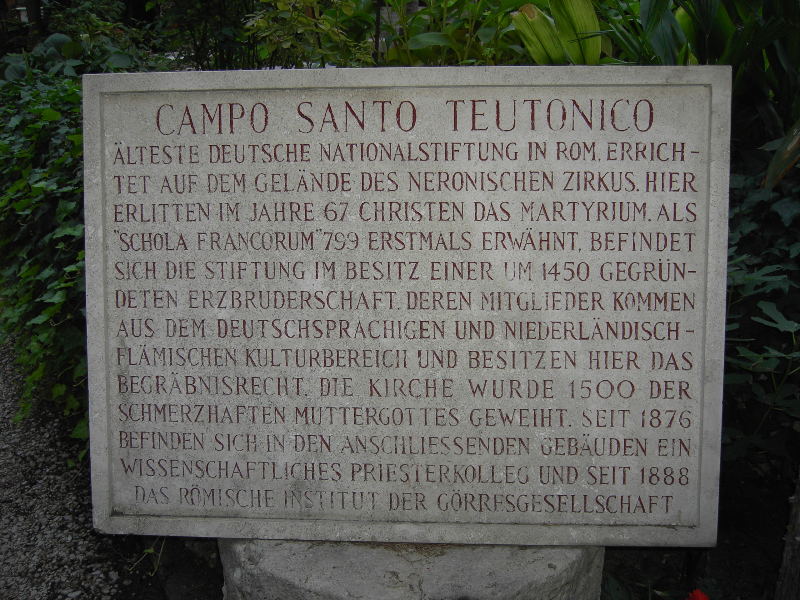 CAMPO SANTO TEUTONICO
ÄLTESTE DEUTSCHE NATIONALSTIFTUNG IN ROM, ERRICH-
TET AUF DEM GELÄNDE DES NERONISCHEN ZIRKUS. HIER
ERLITTEN IM JAHRE 67 CHRISTEN DAS MARTYRIUM. ALS
"SCHOLA FRANCORUM" 799 ERSTMALS ERWÄHNT, BEFINDET
SICH DIE STIFTUNG IM BESITZ EINER UM 1450 GEGRÜN-
DETEN ERZBRUDERSCHAFT, DEREN MITGLIEDER KOMMEN
AUS DEM DEUTSCHSPRACHIGEN UND NIEDERLÄNDISCH-
FLÄMISCHEN KULTURBEREICH UND BESITZEN HIER DAS
BEGRÄBNISRECHT. DIE KIRCHE WURDE 1500 DER
SCHMERZHAFTEN MUTTERGOTTES GEWEIHT. SEIT 1876
BEFINDEN SICH IN DEN ANSCHLIESSENDEN GEBÄUDEN EIN
WISSENSCHAFTLICHES PRIESTERKOLLEG UND SEIT 1888
DAS RÖMISCHE INSTITUT DER GÖRRESGESELLSCHAFT